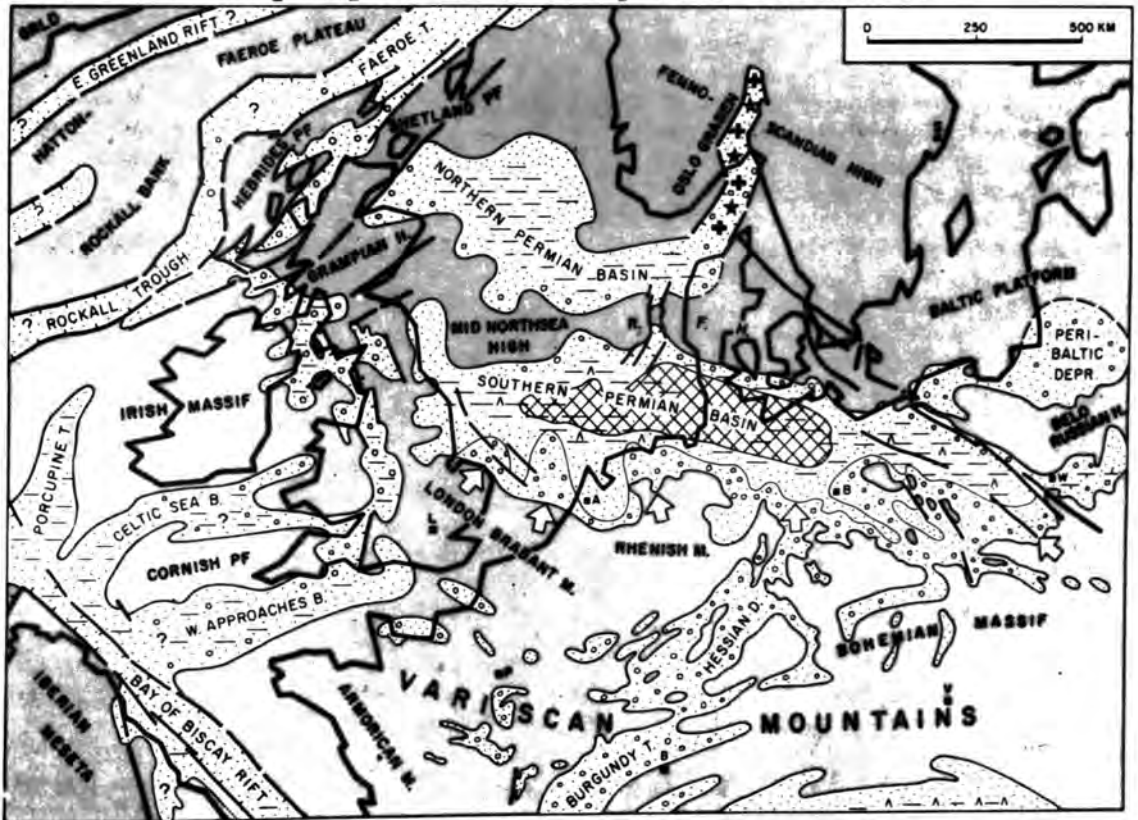 GNLD
E. GREENLAND RIFT ?
FAEROE PLATEAU
FAEROE T.
0 500 KM
HATTON-
ROCKALL BANK
HEBRIDES PF
SHETLAND PF
?
?
?
FENNO-
SCANDIAN HIGH
OSLO GRABEN
NORTHERN PERMIAN BASIN
GRAMPIAN H.
? ROCKALL TROUGH
BALTIC PLATFORM
MID NORTHSEA
HIGH
R. F. H.
PERI-
BALTIC
DEPR.
SOUTHERN PERMIAN BASIN
IRISH MASSIF
BELO
RUSSIAN H.
PORCUPINE T.
CELTIC SEA B.
?
A
B
W
L
LONDON BRABANT M.
RHENISH M.
CORNISH PF
W. APPROACHES B.
?
HESSIAN D.
BOHEMIAN MASSIF
IBERIAN
MESETA
BAY OF BISCAY RIFT
?
ARMORICAN M.
VARISCAN MOUNTAINS
V
BURGUNDY T.
B